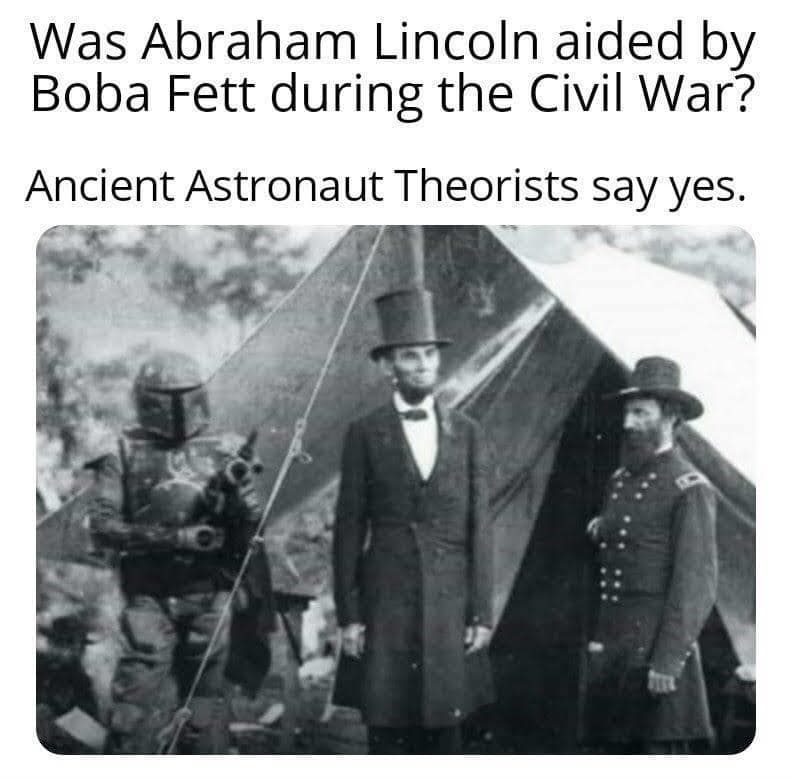 Was Abraham Lincoln aided by
Boba Fett during the Civil War?
Ancient Astronaut Theorists say yes.